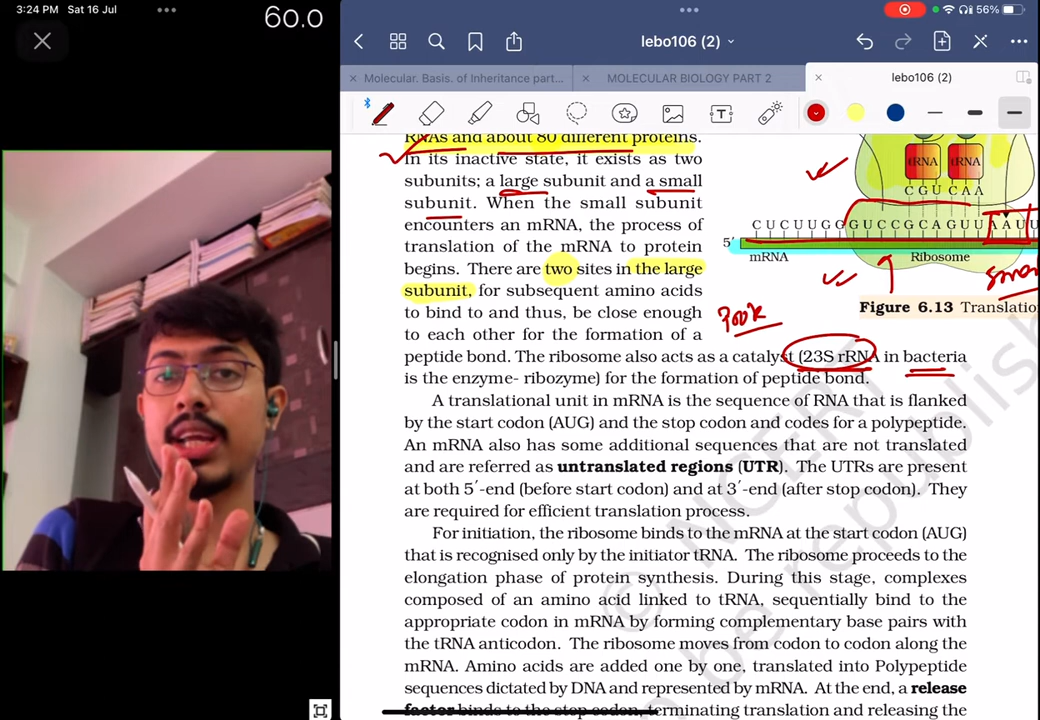 3:24 PM Sat 16 Jul
60.0
56%
lebo106 (2)
Molecular. Basis. of Inheritance part...
MOLECULAR BIOLOGY PART 2
lebo106 (2)
RNAs and about 80 different proteins.
In its inactive state, it exists as two
subunits; a large subunit and a small
subunit. When the small subunit
encounters an mRNA, the process of
translation of the mRNA to protein
begins. There are two sites in the large
subunit, for subsequent amino acids
to bind to and thus, be close enough
to each other for the formation of a
peptide bond. The ribosome also acts as a catalyst (23S rRNA in bacteria
is the enzyme- ribozyme) for the formation of peptide bond.
tRNA tRNA
C G U C A A
C U C U U G G G U C C G C A G U U A A U U
5′
mRNA
Ribosome
Figure 6.13 Translatio
A translational unit in mRNA is the sequence of RNA that is flanked
by the start codon (AUG) and the stop codon and codes for a polypeptide.
An mRNA also has some additional sequences that are not translated
and are referred as untranslated regions (UTR). The UTRs are present
at both 5′-end (before start codon) and at 3′-end (after stop codon). They
are required for efficient translation process.
For initiation, the ribosome binds to the mRNA at the start codon (AUG)
that is recognised only by the initiator tRNA. The ribosome proceeds to the
elongation phase of protein synthesis. During this stage, complexes
composed of an amino acid linked to tRNA, sequentially bind to the
appropriate codon in mRNA by forming complementary base pairs with
the tRNA anticodon. The ribosome moves from codon to codon along the
mRNA. Amino acids are added one by one, translated into Polypeptide
sequences dictated by DNA and represented by mRNA. At the end, a release
factor binds to the stop codon, terminating translation and releasing the
© NCERT
be republish